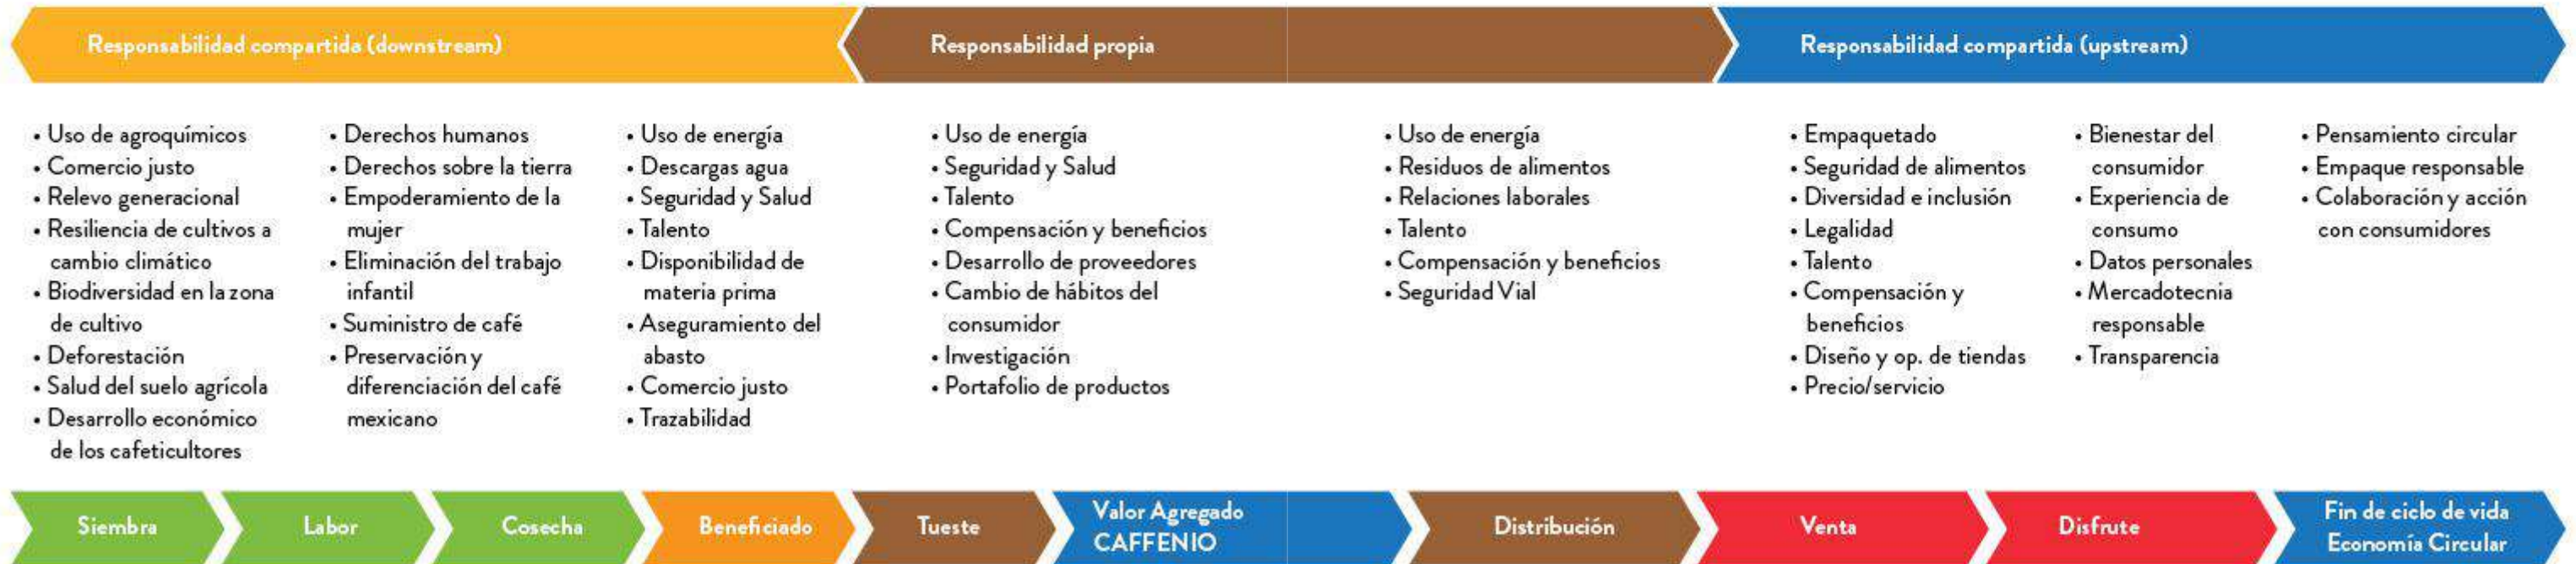 Responsabilidad compartida (downstream)
Responsabilidad propia
Responsabilidad compartida (upstream)
• Uso de agroquímicos
• Comercio justo
• Relevo generacional
• Resiliencia de cultivos a
cambio climático
• Biodiversidad en la zona
de cultivo
• Deforestación
• Salud del suelo agrícola
• Desarrollo económico
de los cafeticultores
• Derechos humanos
• Derechos sobre la tierra
• Empoderamiento de la
mujer
• Eliminación del trabajo
infantil
• Suministro de café
• Preservación y
diferenciación del café
mexicano
• Uso de energía
• Descargas agua
• Seguridad y Salud
• Talento
• Disponibilidad de
materia prima
• Aseguramiento del
abasto
• Comercio justo
• Trazabilidad
• Uso de energía
• Seguridad y Salud
• Talento
• Compensación y beneficios
• Desarrollo de proveedores
• Cambio de hábitos del
consumidor
• Investigación
• Portafolio de productos
• Uso de energía
• Residuos de alimentos
• Relaciones laborales
• Talento
• Compensación y beneficios
• Seguridad Vial
• Empaquetado
• Seguridad de alimentos
• Diversidad e inclusión
• Legalidad
• Talento
• Compensación y
beneficios
• Diseño y op. de tiendas
• Precio/servicio
• Bienestar del
consumidor
• Experiencia de
consumo
• Datos personales
• Mercadotecnia
responsable
• Transparencia
• Pensamiento circular
• Empaque responsable
• Colaboración y acción
con consumidores
Siembra
Labor
Cosecha
Beneficiado
Tueste
Valor Agregado
CAFFENIO
Distribución
Venta
Disfrute
Fin de ciclo de vida
Economía Circular